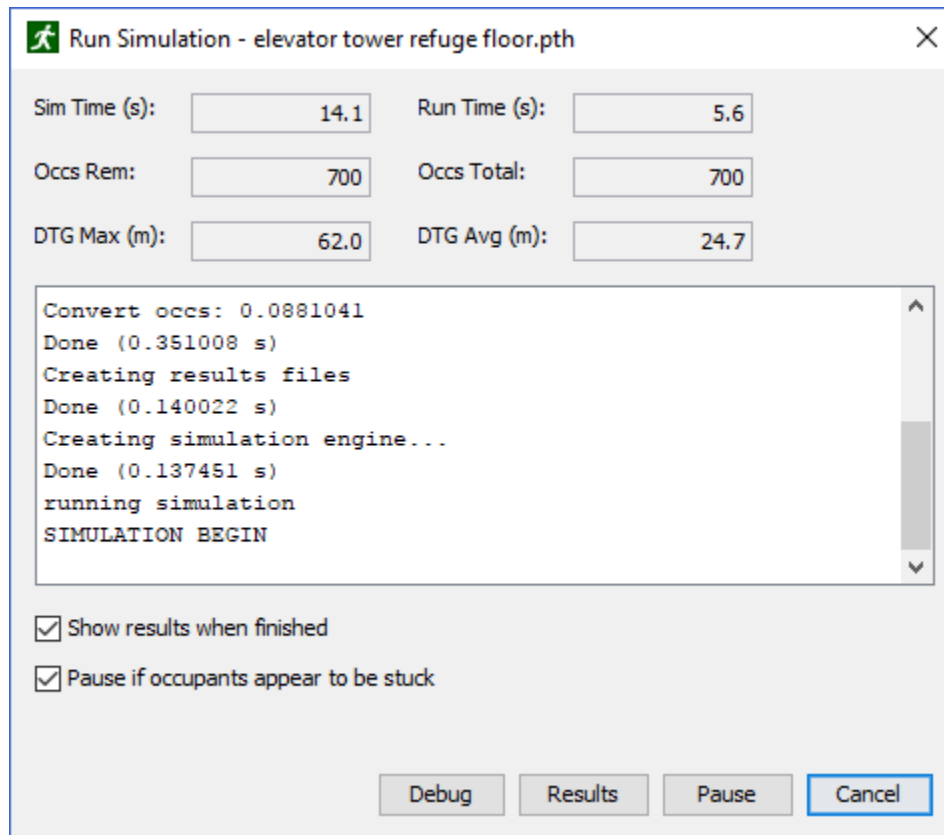 Run Simulation - elevator tower refuge floor.pth
Sim Time (s): 14.1 Run Time (s): 5.6
Occs Rem: 700 Occs Total: 700
DTG Max (m): 62.0 DTG Avg (m): 24.7
Convert occs: 0.0881041
Done (0.351008 s)
Creating results files
Done (0.140022 s)
Creating simulation engine...
Done (0.137451 s)
running simulation
SIMULATION BEGIN
Show results when finished
Pause if occupants appear to be stuck
Debug Results Pause Cancel